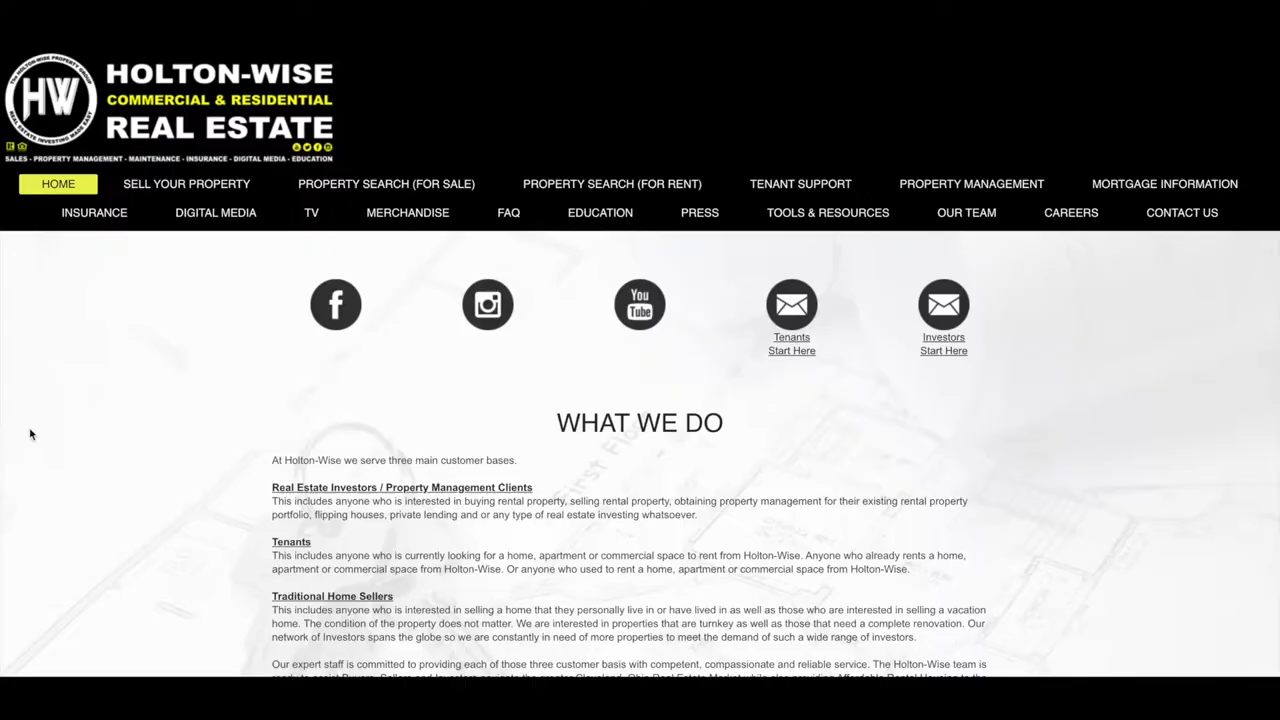 HW
HOLTON-WISE
COMMERCIAL & RESIDENTIAL
REAL ESTATE
SALES - PROPERTY MANAGEMENT - MAINTENANCE - INSURANCE - DIGITAL MEDIA - EDUCATION
HOME SELL YOUR PROPERTY PROPERTY SEARCH (FOR SALE) PROPERTY SEARCH (FOR RENT) TENANT SUPPORT PROPERTY MANAGEMENT MORTGAGE INFORMATION
INSURANCE DIGITAL MEDIA TV MERCHANDISE FAQ EDUCATION PRESS TOOLS & RESOURCES OUR TEAM CAREERS CONTACT US
You
Tube
Tenants
Start Here
Investors
Start Here
WHAT WE DO
First Flo
At Holton-Wise we serve three main customer bases.
Real Estate Investors / Property Management Clients
This includes anyone who is interested in buying rental property, selling rental property, obtaining property management for their existing rental property
portfolio, flipping houses, private lending and or any type of real estate investing whatsoever.
Tenants
This includes anyone who is currently looking for a home, apartment or commercial space to rent from Holton-Wise. Anyone who already rents a home,
apartment or commercial space from Holton-Wise. Or anyone who used to rent a home, apartment or commercial space from Holton-Wise.
Traditional Home Sellers
This includes anyone who is interested in selling a home that they personally live in or have lived in as well as those who are interested in selling a vacation
home. The condition of the property does not matter. We are interested in properties that are turnkey as well as those that need a complete renovation. Our
network of Investors spans the globe so we are constantly in need of more properties to meet the demand of such a wide range of investors.
Our expert staff is committed to providing each of those three customer basis with competent, compassionate and reliable service. The Holton-Wise team is